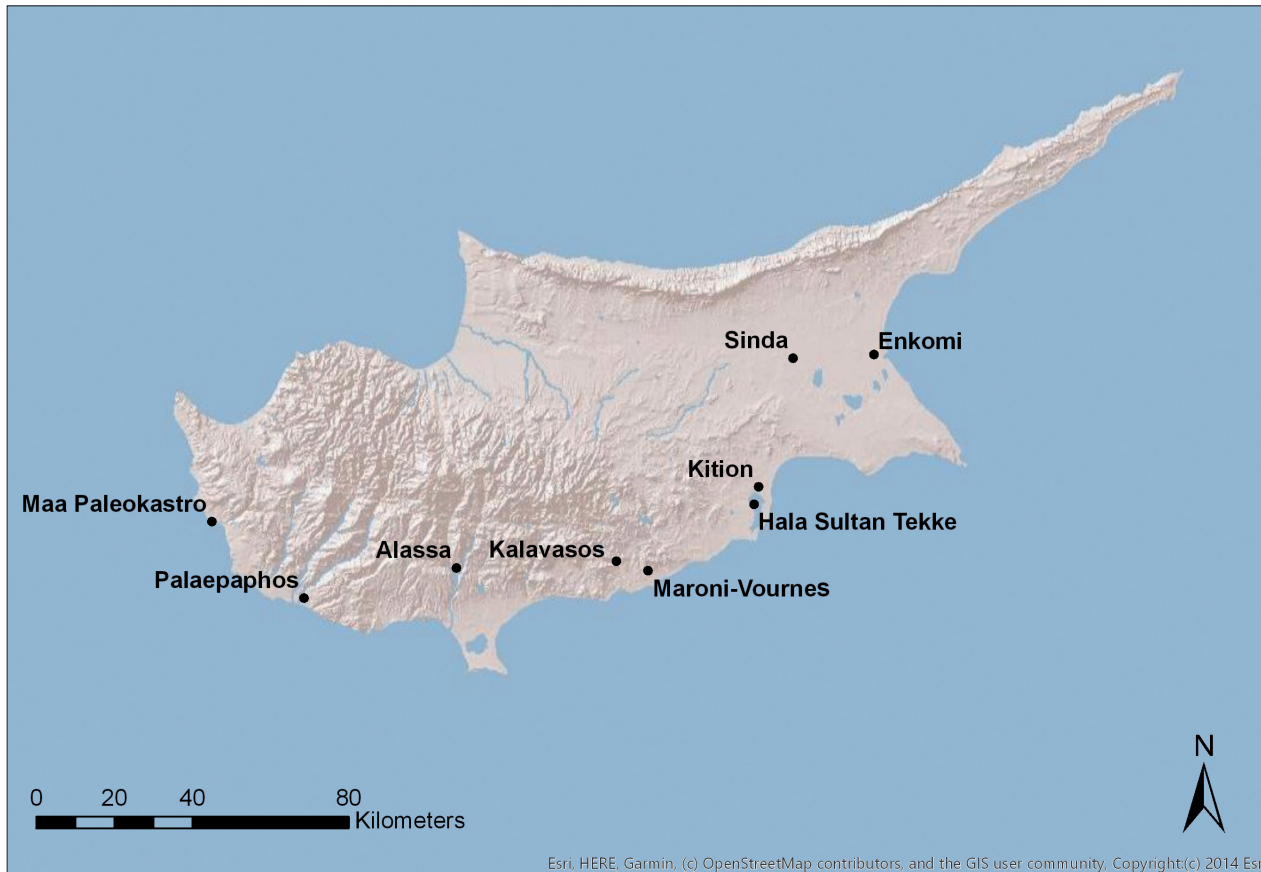 Sinda
Enkomi
Kition
Hala Sultan Tekke
Maa Paleokastro
Alassa
Kalavasos
Palaepaphos
Maroni-Vournes
N
0 20 40 80
Kilometers
Esri, HERE, Garmin, (c) OpenStreetMap contributors, and the GIS user community, Copyright:(c) 2014 Esr